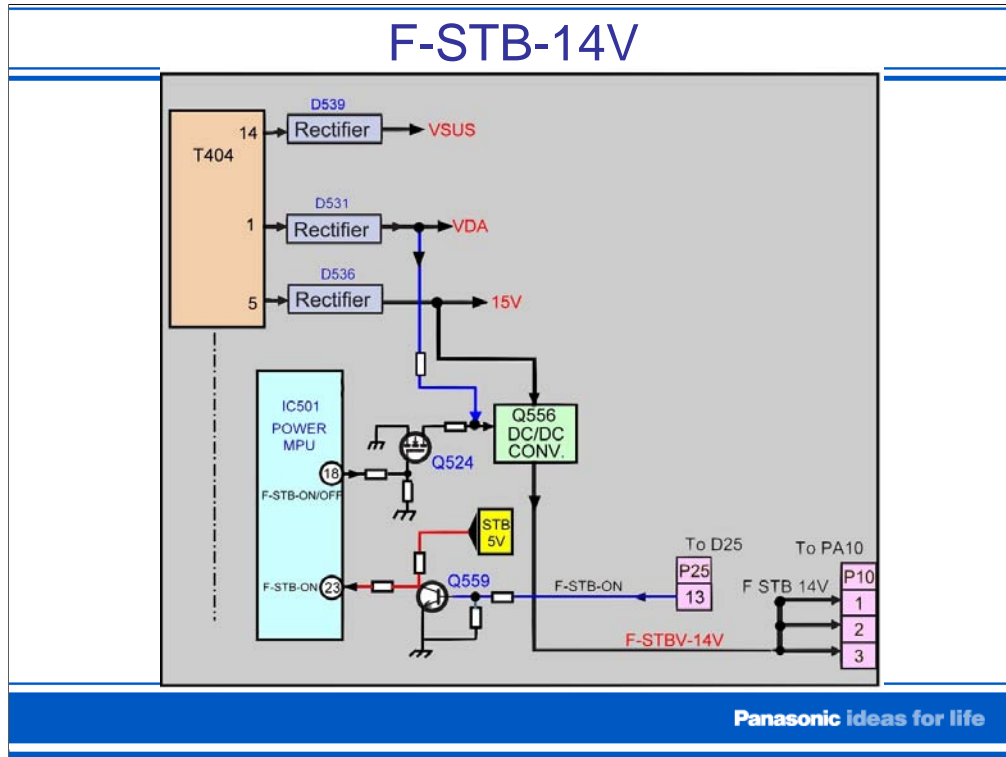 F-STB-14V
D539
14
Rectifier
VSUS
T404
D531
1
Rectifier
VDA
D536
5
Rectifier
15V
IC501
POWER
MPU
Q556
DC/DC
CONV.
Q524
18
F-STB-ON/OFF
STB
5V
To D25
To PA10
Q559
P25
P10
F-STB-ON
23
F-STB-ON
13
F STB 14V
1
2
F-STBV-14V
3
Panasonic ideas for life